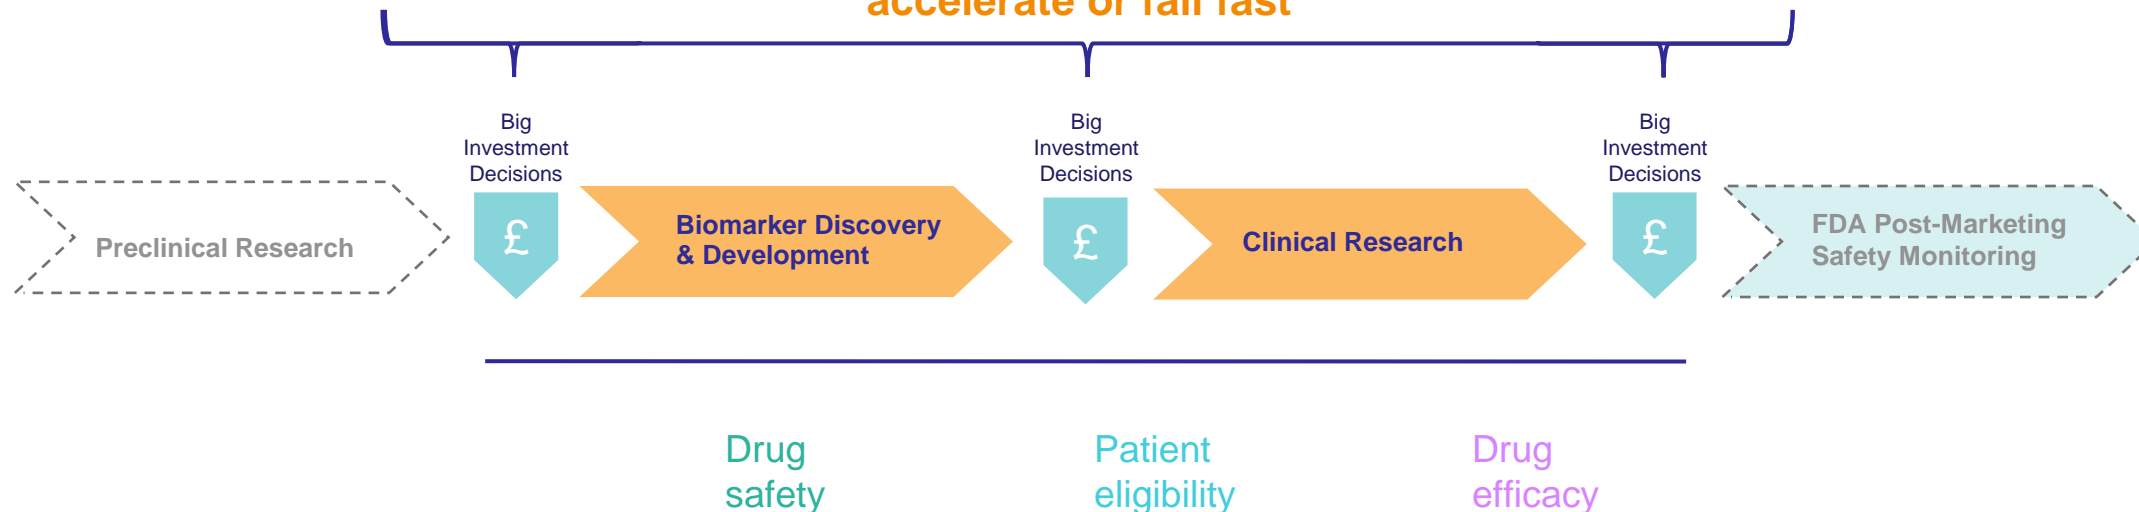 accelerate or fail fast
Big
Investment
Decisions
Big
Investment
Decisions
Big
Investment
Decisions
Preclinical Research
£
Biomarker Discovery
& Development
£
Clinical Research
£
FDA Post-Marketing
Safety Monitoring
Drug
safety
Patient
eligibility
Drug
efficacy